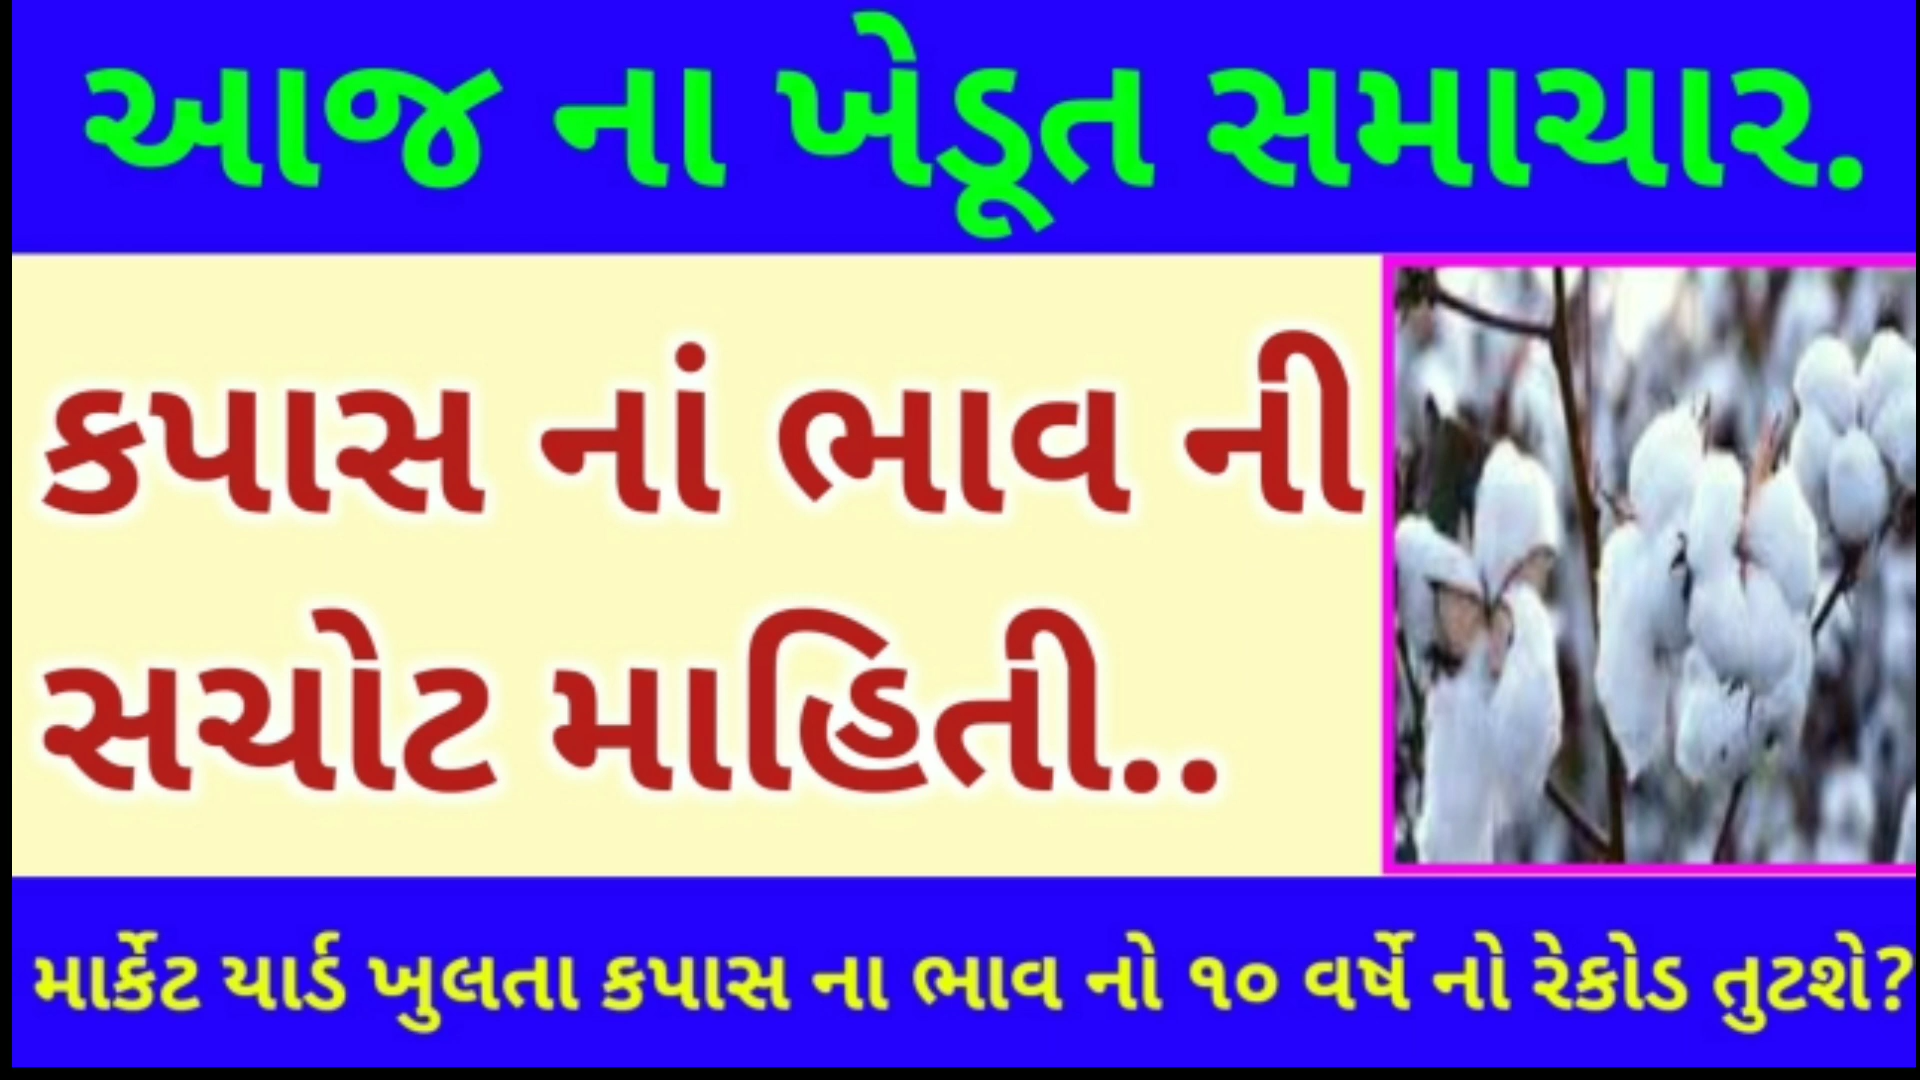 આજ ના ખેડૂત સમાચાર.
કપાસ નાં ભાવ ની
સચોટ માહિતી..
માર્કેટ યાર્ડ ખુલતા કપાસ ના ભાવ નો ૧૦ વર્ષે નો રેકોડ તુટશે?